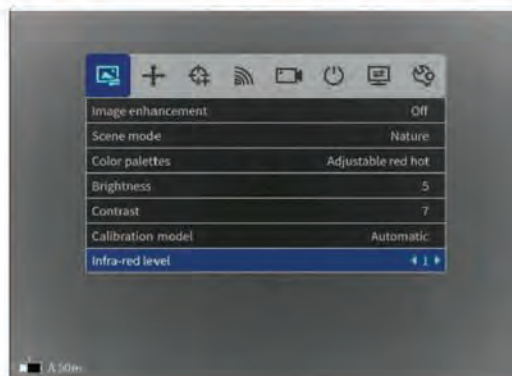 Image enhancement Off
Scene mode Nature
Color palettes Adjustable red hot
Brightness 5
Contrast 7
Calibration model Automatic
Infra-red level 1
A 50m